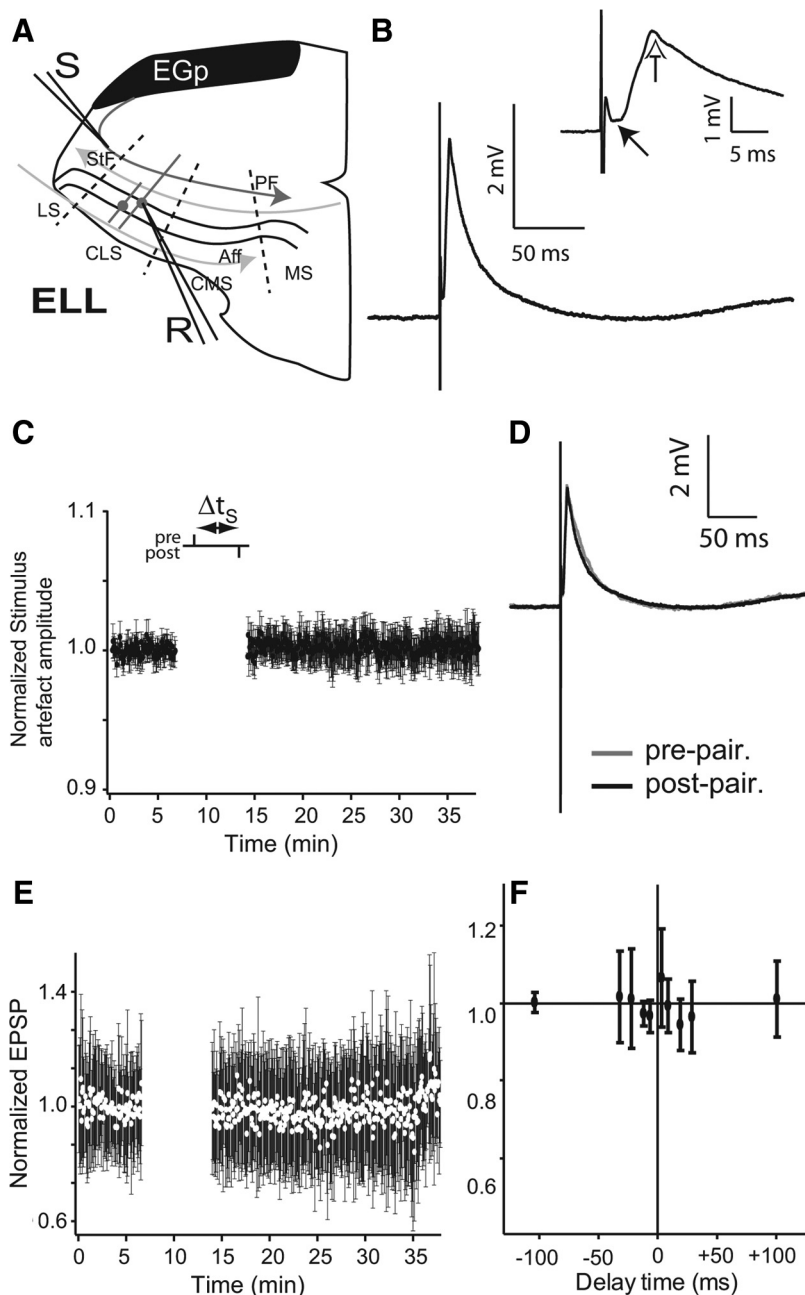 A
S
EGp
StF
PF
LS
CLS
Aff
CMS
MS
ELL
R
B
2 mV
50 ms
1 mV
5 ms
C
Normalized Stimulus
artefact amplitude
1.1
1.0
0.9
ΔtS
pre
post
0 5 10 15 20 25 30 35
Time (min)
D
2 mV
50 ms
pre-pair.
post-pair.
E
Normalized EPSP
1.4
1.0
0.6
0 5 10 15 20 25 30 35
Time (min)
F
1.2
1.0
0.8
0.6
-100 -50 0 +50 +100
Delay time (ms)